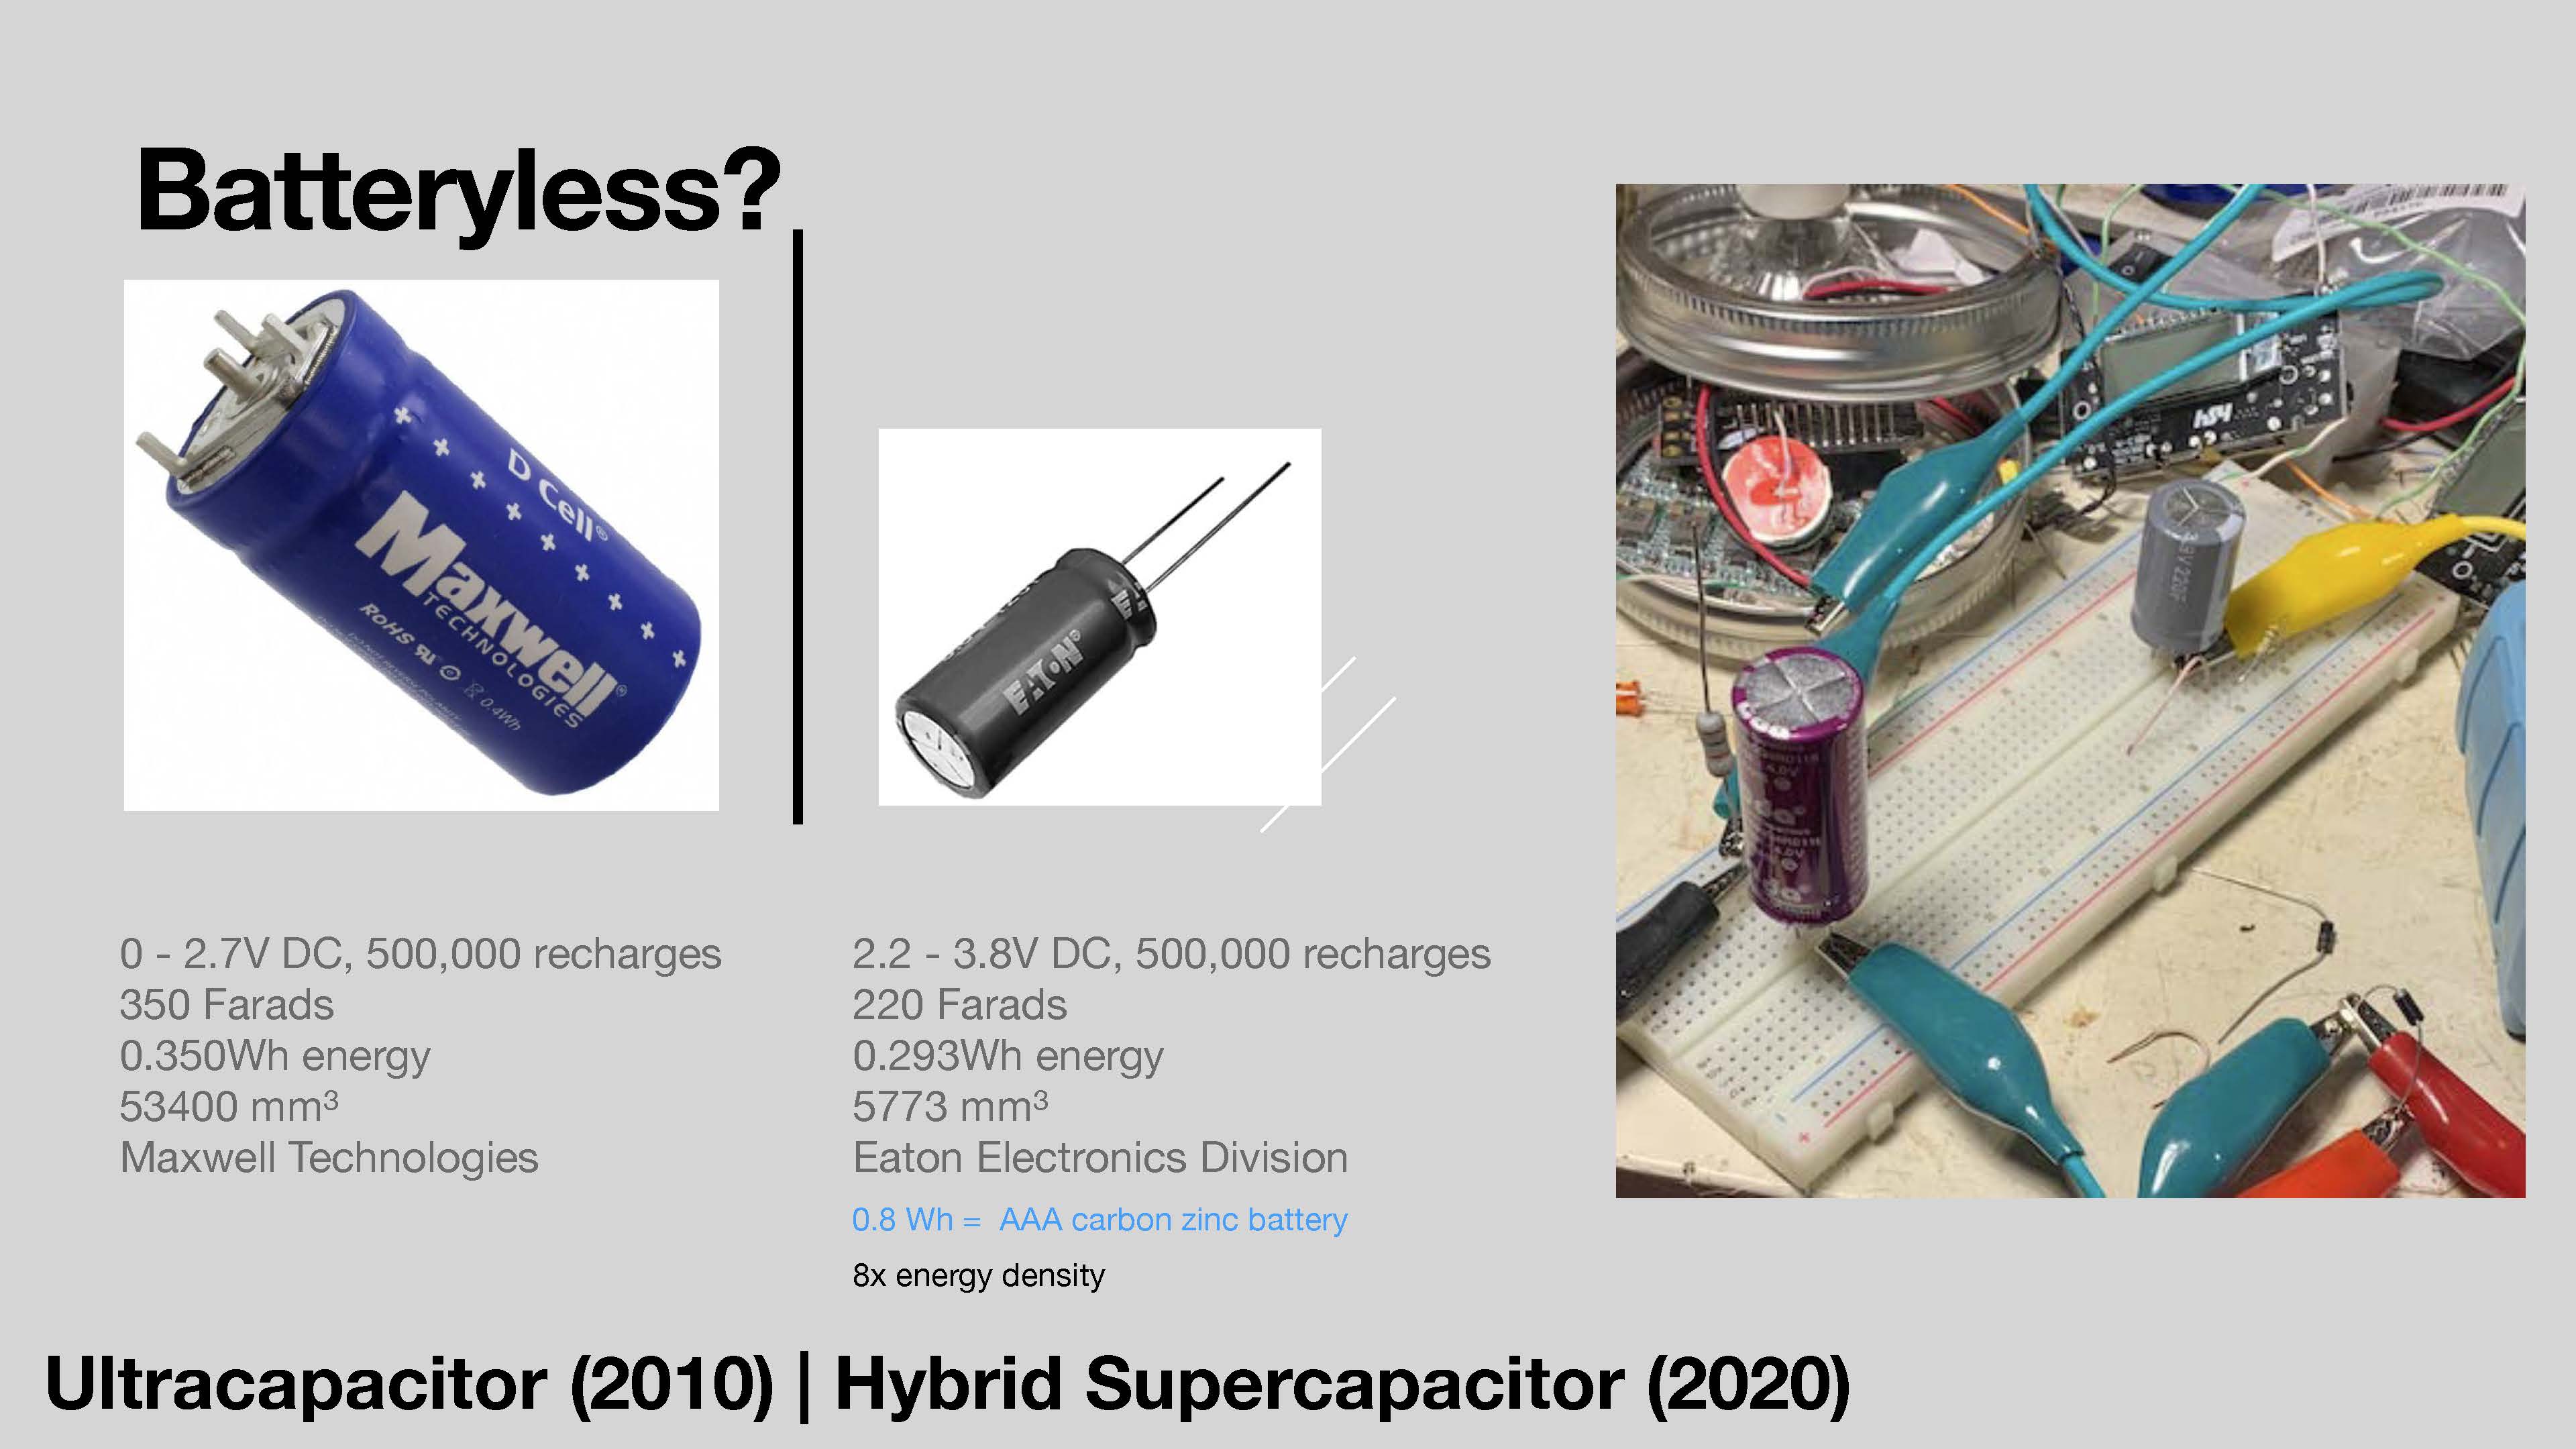 Batteryless?
D Cell®
Maxwell®
TECHNOLOGIES
RoHS
0.4Wh
EATON®
0 - 2.7V DC, 500,000 recharges
350 Farads
0.350Wh energy
53400 mm³
Maxwell Technologies
2.2 - 3.8V DC, 500,000 recharges
220 Farads
0.293Wh energy
5773 mm³
Eaton Electronics Division
0.8 Wh = AAA carbon zinc battery
8x energy density
Ultracapacitor (2010) | Hybrid Supercapacitor (2020)